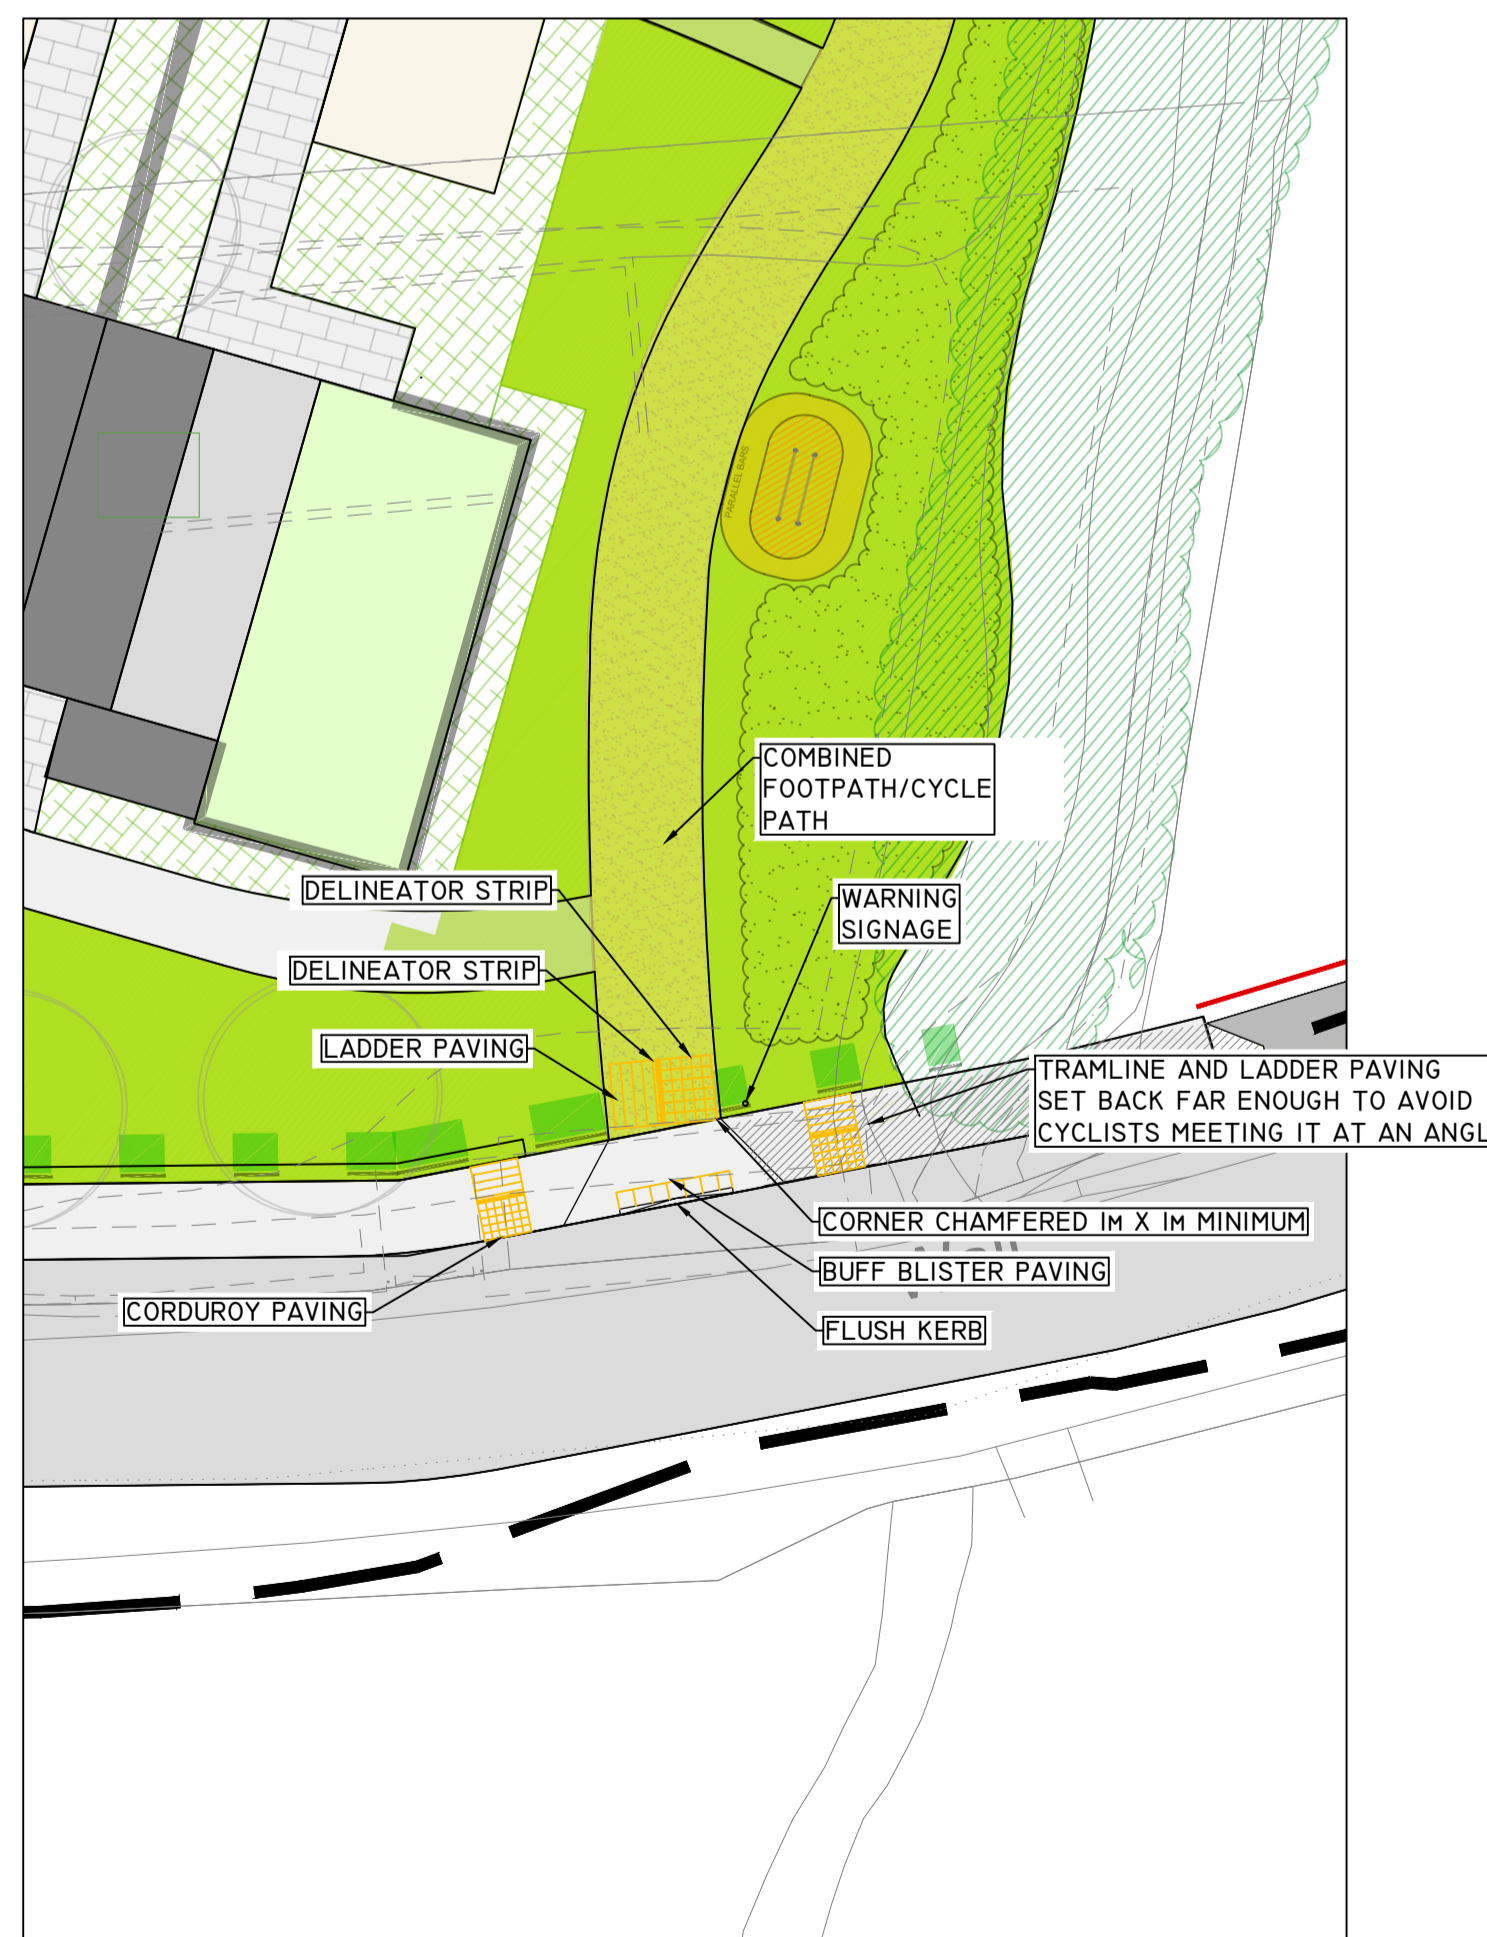 PARALLEL BARS
COMBINED
FOOTPATH/CYCLE
PATH
DELINEATOR STRIP
WARNING
SIGNAGE
DELINEATOR STRIP
LADDER PAVING
TRAMLINE AND LADDER PAVING
SET BACK FAR ENOUGH TO AVOID
CYCLISTS MEETING IT AT AN ANGL
CORNER CHAMFERED 1M X 1M MINIMUM
BUFF BLISTER PAVING
CORDUROY PAVING
FLUSH KERB